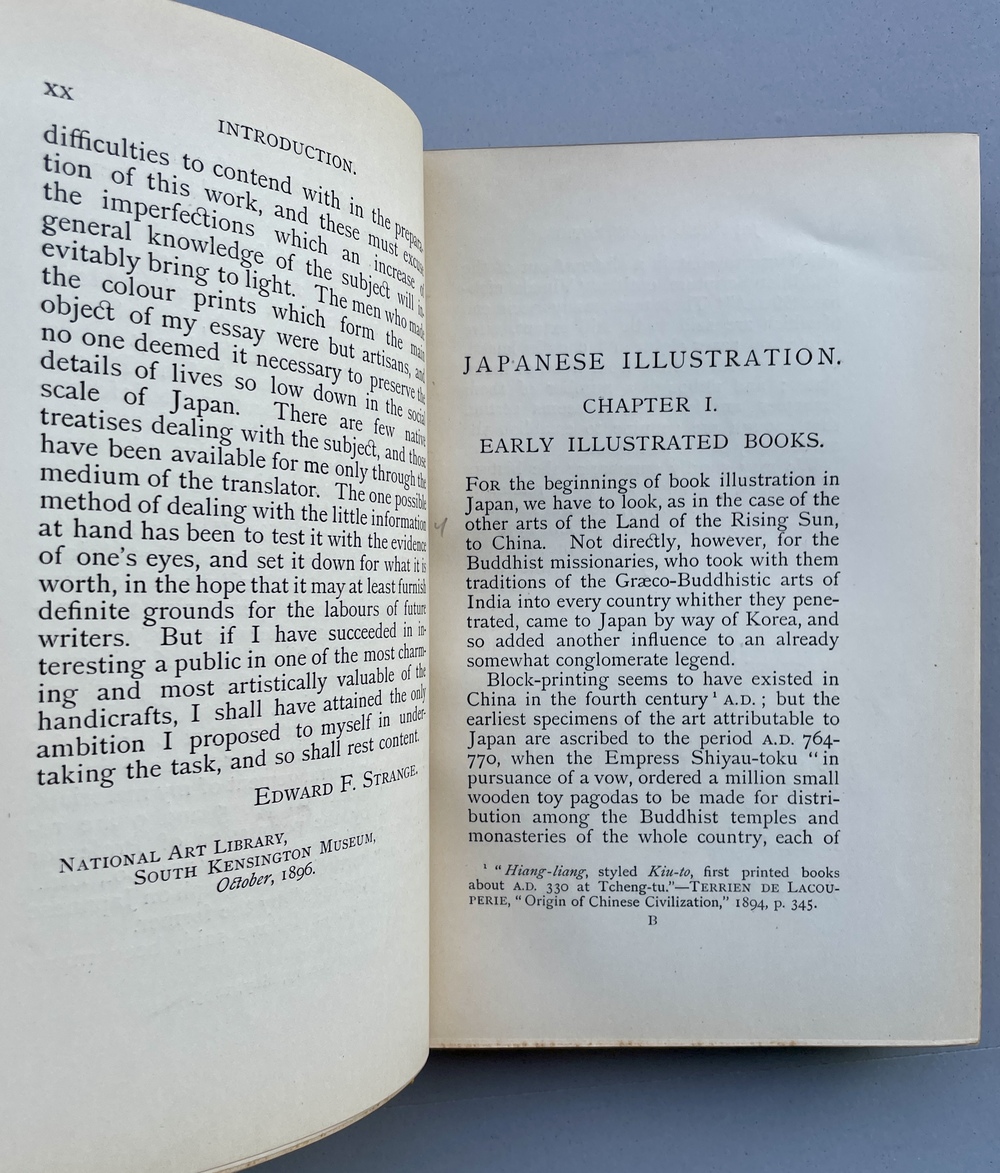 xx
INTRODUCTION.
difficulties to contend with in the prepara-
tion of this work, and these must excuse
the imperfections which an increase of
general knowledge of the subject will in-
evitably bring to light. The men who made
the colour prints which form the main
object of my essay were but artisans, and
no one deemed it necessary to preserve the
details of lives so low down in the social
scale of Japan. There are few native
treatises dealing with the subject, and those
have been available for me only through the
medium of the translator. The one possible
method of dealing with the little information
at hand has been to test it with the evidence
of one's eyes, and set it down for what it is
worth, in the hope that it may at least furnish
definite grounds for the labours of future
writers. But if I have succeeded in in-
teresting a public in one of the most charm-
ing and most artistically valuable of the
handicrafts, I shall have attained the only
ambition I proposed to myself in under-
taking the task, and so shall rest content.
EDWARD F. STRANGE.
NATIONAL ART LIBRARY,
SOUTH KENSINGTON MUSEUM,
October, 1896.
JAPANESE ILLUSTRATION.
CHAPTER I.
EARLY ILLUSTRATED BOOKS.
FOR the beginnings of book illustration in
Japan, we have to look, as in the case of the
other arts of the Land of the Rising Sun,
to China. Not directly, however, for the
Buddhist missionaries, who took with them
traditions of the Græco-Buddhistic arts of
India into every country whither they pene-
trated, came to Japan by way of Korea, and
so added another influence to an already
somewhat conglomerate legend.
Block-printing seems to have existed in
China in the fourth century ¹ A.D. ; but the
earliest specimens of the art attributable to
Japan are ascribed to the period A.D. 764-
770, when the Empress Shiyau-toku "in
pursuance of a vow, ordered a million small
wooden toy pagodas to be made for distri-
bution among the Buddhist temples and
monasteries of the whole country, each of
¹ "Hiang-liang, styled Kiu-to, first printed books
about A.D. 330 at Tcheng-tu."—TERRIEN DE LACOU-
PERIE, "Origin of Chinese Civilization," 1894, p. 345.
B